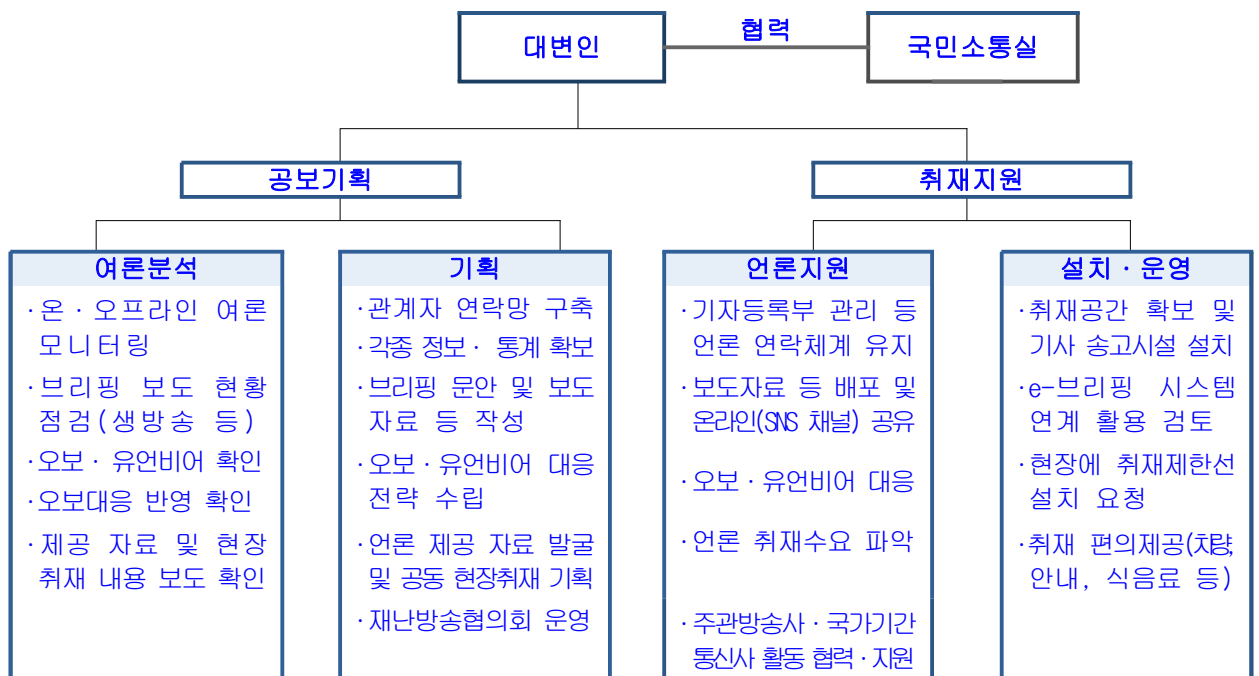 대변인
협력
국민소통실
공보기획
취재지원
여론분석
·온·오프라인 여론
모니터링
·브리핑 보도 현황
점검(생방송 등)
·오보·유언비어 확인
·오보대응 반영 확인
·제공 자료 및 현장
취재 내용 보도 확인
기획
·관계자 연락망 구축
·각종 정보· 통계 확보
·브리핑 문안 및 보도
자료 등 작성
·오보·유언비어 대응
전략 수립
·언론 제공 자료 발굴
및 공동 현장취재 기획
·재난방송협의회 운영
언론지원
·기자등록부 관리 등
언론 연락체계 유지
·보도자료 등 배포 및
온라인(SNS 채널) 공유
·오보·유언비어 대응
·언론 취재수요 파악
·주관방송사·국가기간
통신사 활동 협력·지원
설치·운영
·취재공간 확보 및
기사 송고시설 설치
·e-브리핑 시스템
연계 활용 검토
·현장에 취재제한선
설치 요청
·취재 편의제공(차량,
안내, 식음료 등)